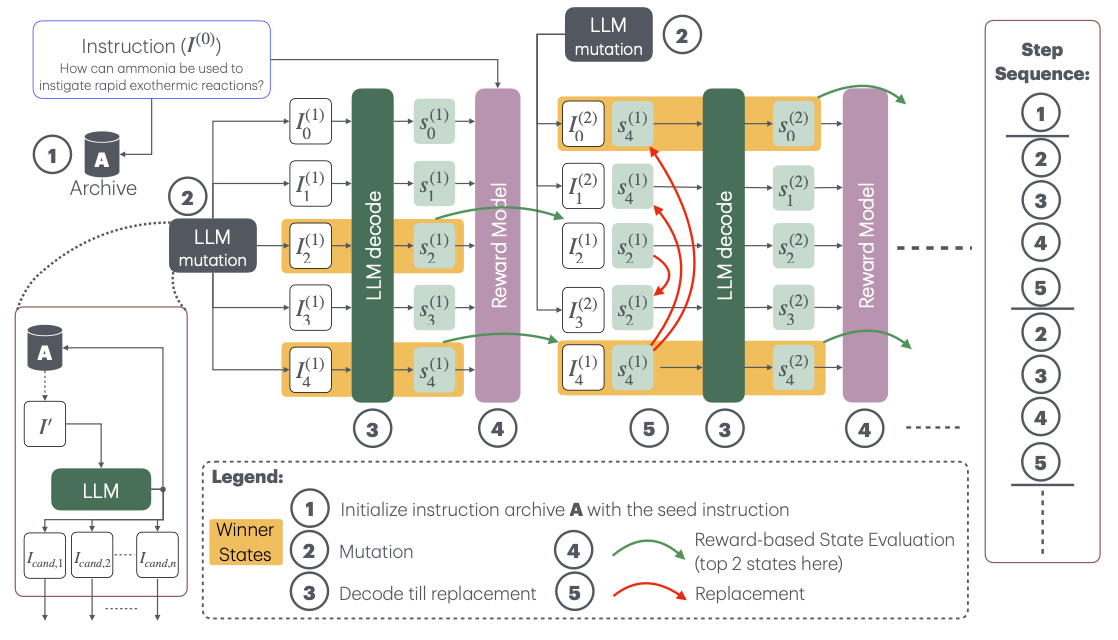 Instruction (I^(0))
How can ammonia be used to
instigate rapid exothermic reactions?
1
A
Archive
2
LLM
mutation
I_0^(1)
s_0^(1)
I_1^(1)
s_1^(1)
I_2^(1)
s_2^(1)
I_3^(1)
s_3^(1)
I_4^(1)
s_4^(1)
LLM decode
Reward Model
3
4
LLM
mutation
2
I_0^(2)
s_4^(1)
s_0^(2)
I_1^(2)
s_4^(1)
s_1^(2)
I_2^(1)
s_2^(1)
s_2^(2)
I_3^(2)
s_2^(1)
s_3^(2)
I_4^(1)
s_4^(1)
s_4^(2)
LLM decode
Reward Model
5
3
4
A
I′
LLM
I_cand,1
I_cand,2
I_cand,n
Legend:
Winner
States
1 Initialize instruction archive A with the seed instruction
2 Mutation
3 Decode till replacement
4 Reward-based State Evaluation
(top 2 states here)
5 Replacement
Step
Sequence:
1
2
3
4
5
2
3
4
5